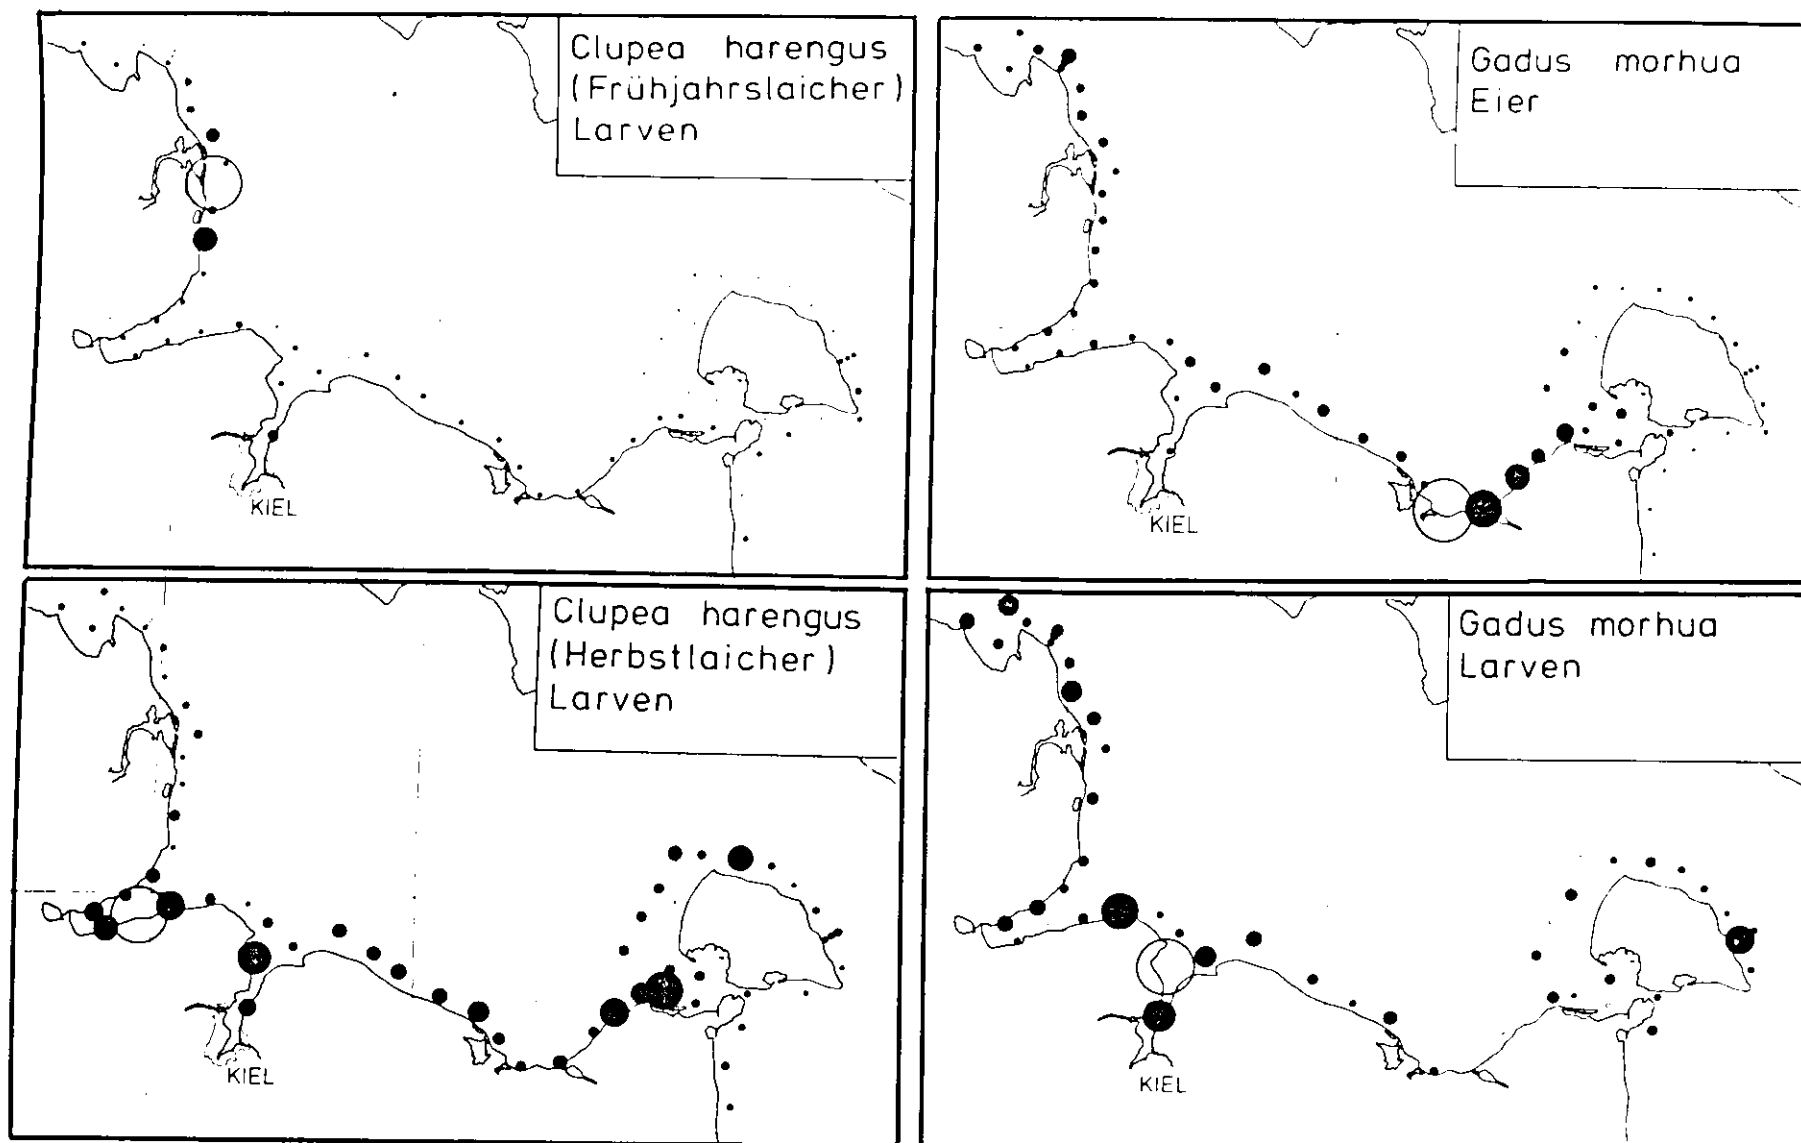 Clupea harengus
(Frühjahrslaicher)
Larven
KIEL
Gadus morhua
Eier
KIEL
Clupea harengus
(Herbstlaicher)
Larven
KIEL
Gadus morhua
Larven
KIEL